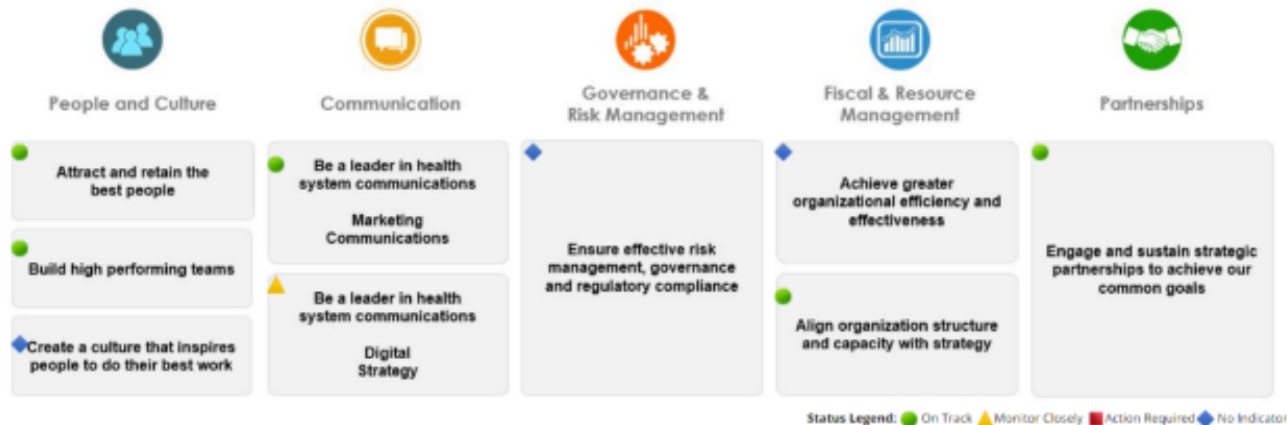 People and Culture
Communication
Governance &
Risk Management
Fiscal & Resource
Management
Partnerships
Attract and retain the
best people
Build high performing teams
Create a culture that inspires
people to do their best work
Be a leader in health
system communications
Marketing
Communications
Be a leader in health
system communications
Digital
Strategy
Ensure effective risk
management, governance
and regulatory compliance
Achieve greater
organizational efficiency and
effectiveness
Align organization structure
and capacity with strategy
Engage and sustain strategic
partnerships to achieve our
common goals
Status Legend: On Track Monitor Closely Action Required No Indicator